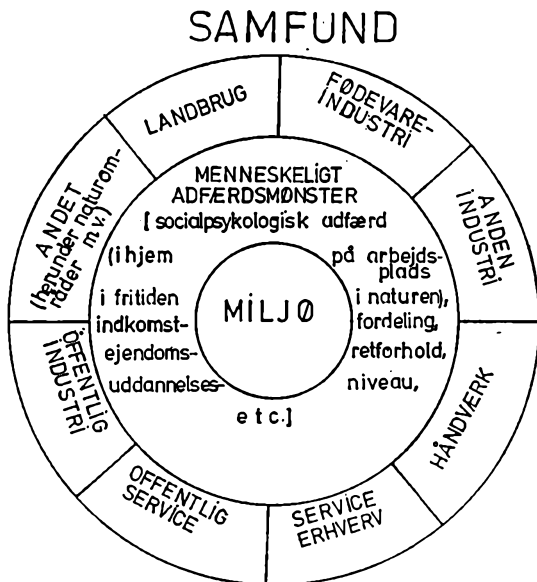 SAMFUND
LANDBRUG
FØDEVARE-
INDUSTRI
ANDEN
INDUSTRI
HÅNDVÆRK
SERVICE
ERHVERV
OFFENTLIG
SERVICE
ÖFFENTLIG
INDUSTRI
ANDET
(herunder naturom-
råder m.v.)
MENNESKELIGT
ADFÆRDSMØNSTER
[socialpsykologisk adfærd
(i hjem på arbejds-
plads
i fritiden i naturen),
indkomst- fordeling,
ejendoms- retforhold,
uddannelses- niveau,
etc.]
MILJØ